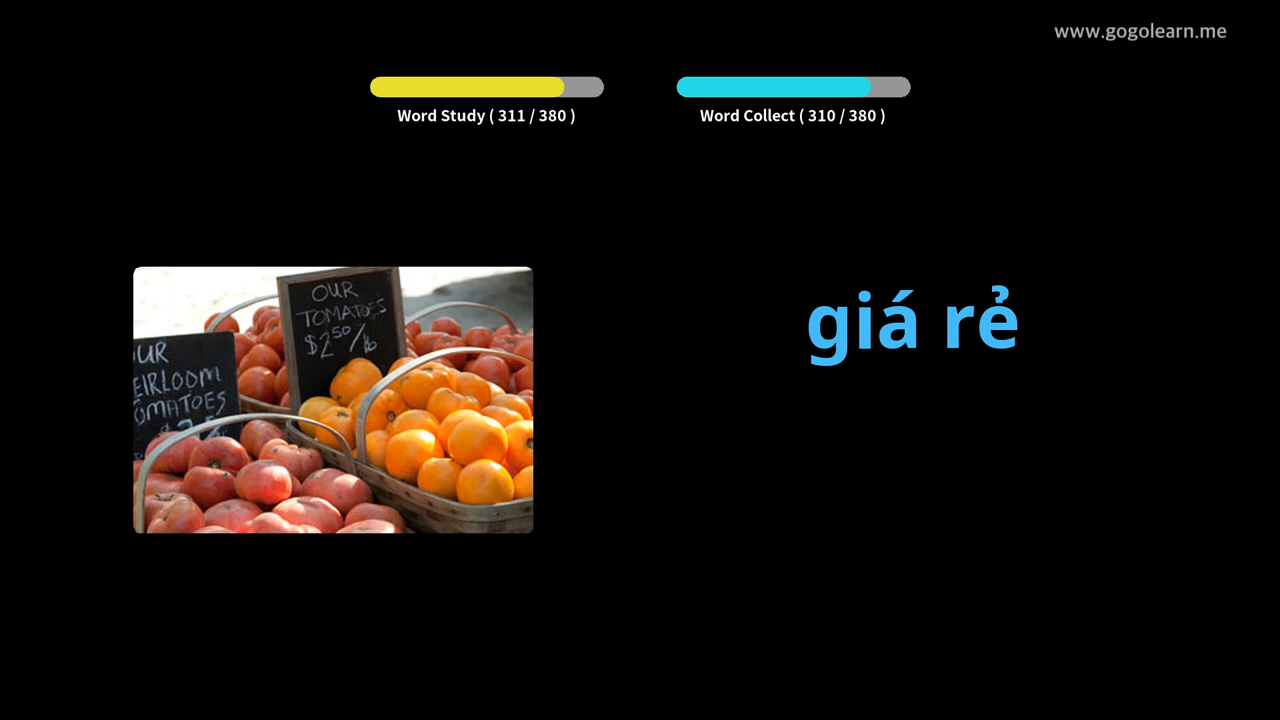 www.gogolearn.me
Word Study ( 311 / 380 )
Word Collect ( 310 / 380 )
giá rẻ
OUR
TOMATOES
$2.50/lb
UR
EIRLOOM
OMATOES